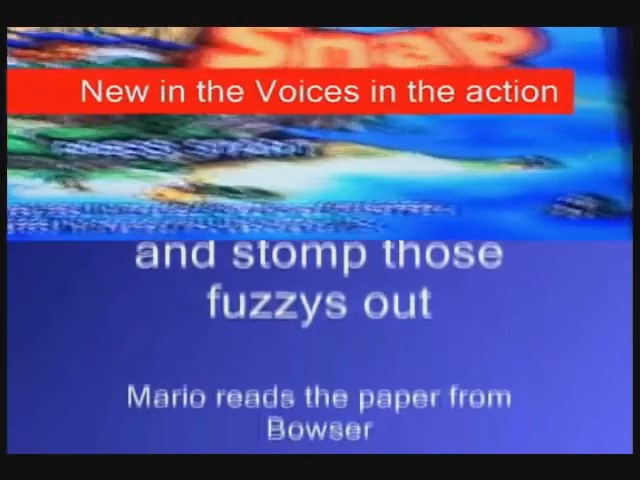 Snap
New in the Voices in the action
and stomp those
fuzzys out
Mario reads the paper from
Bowser